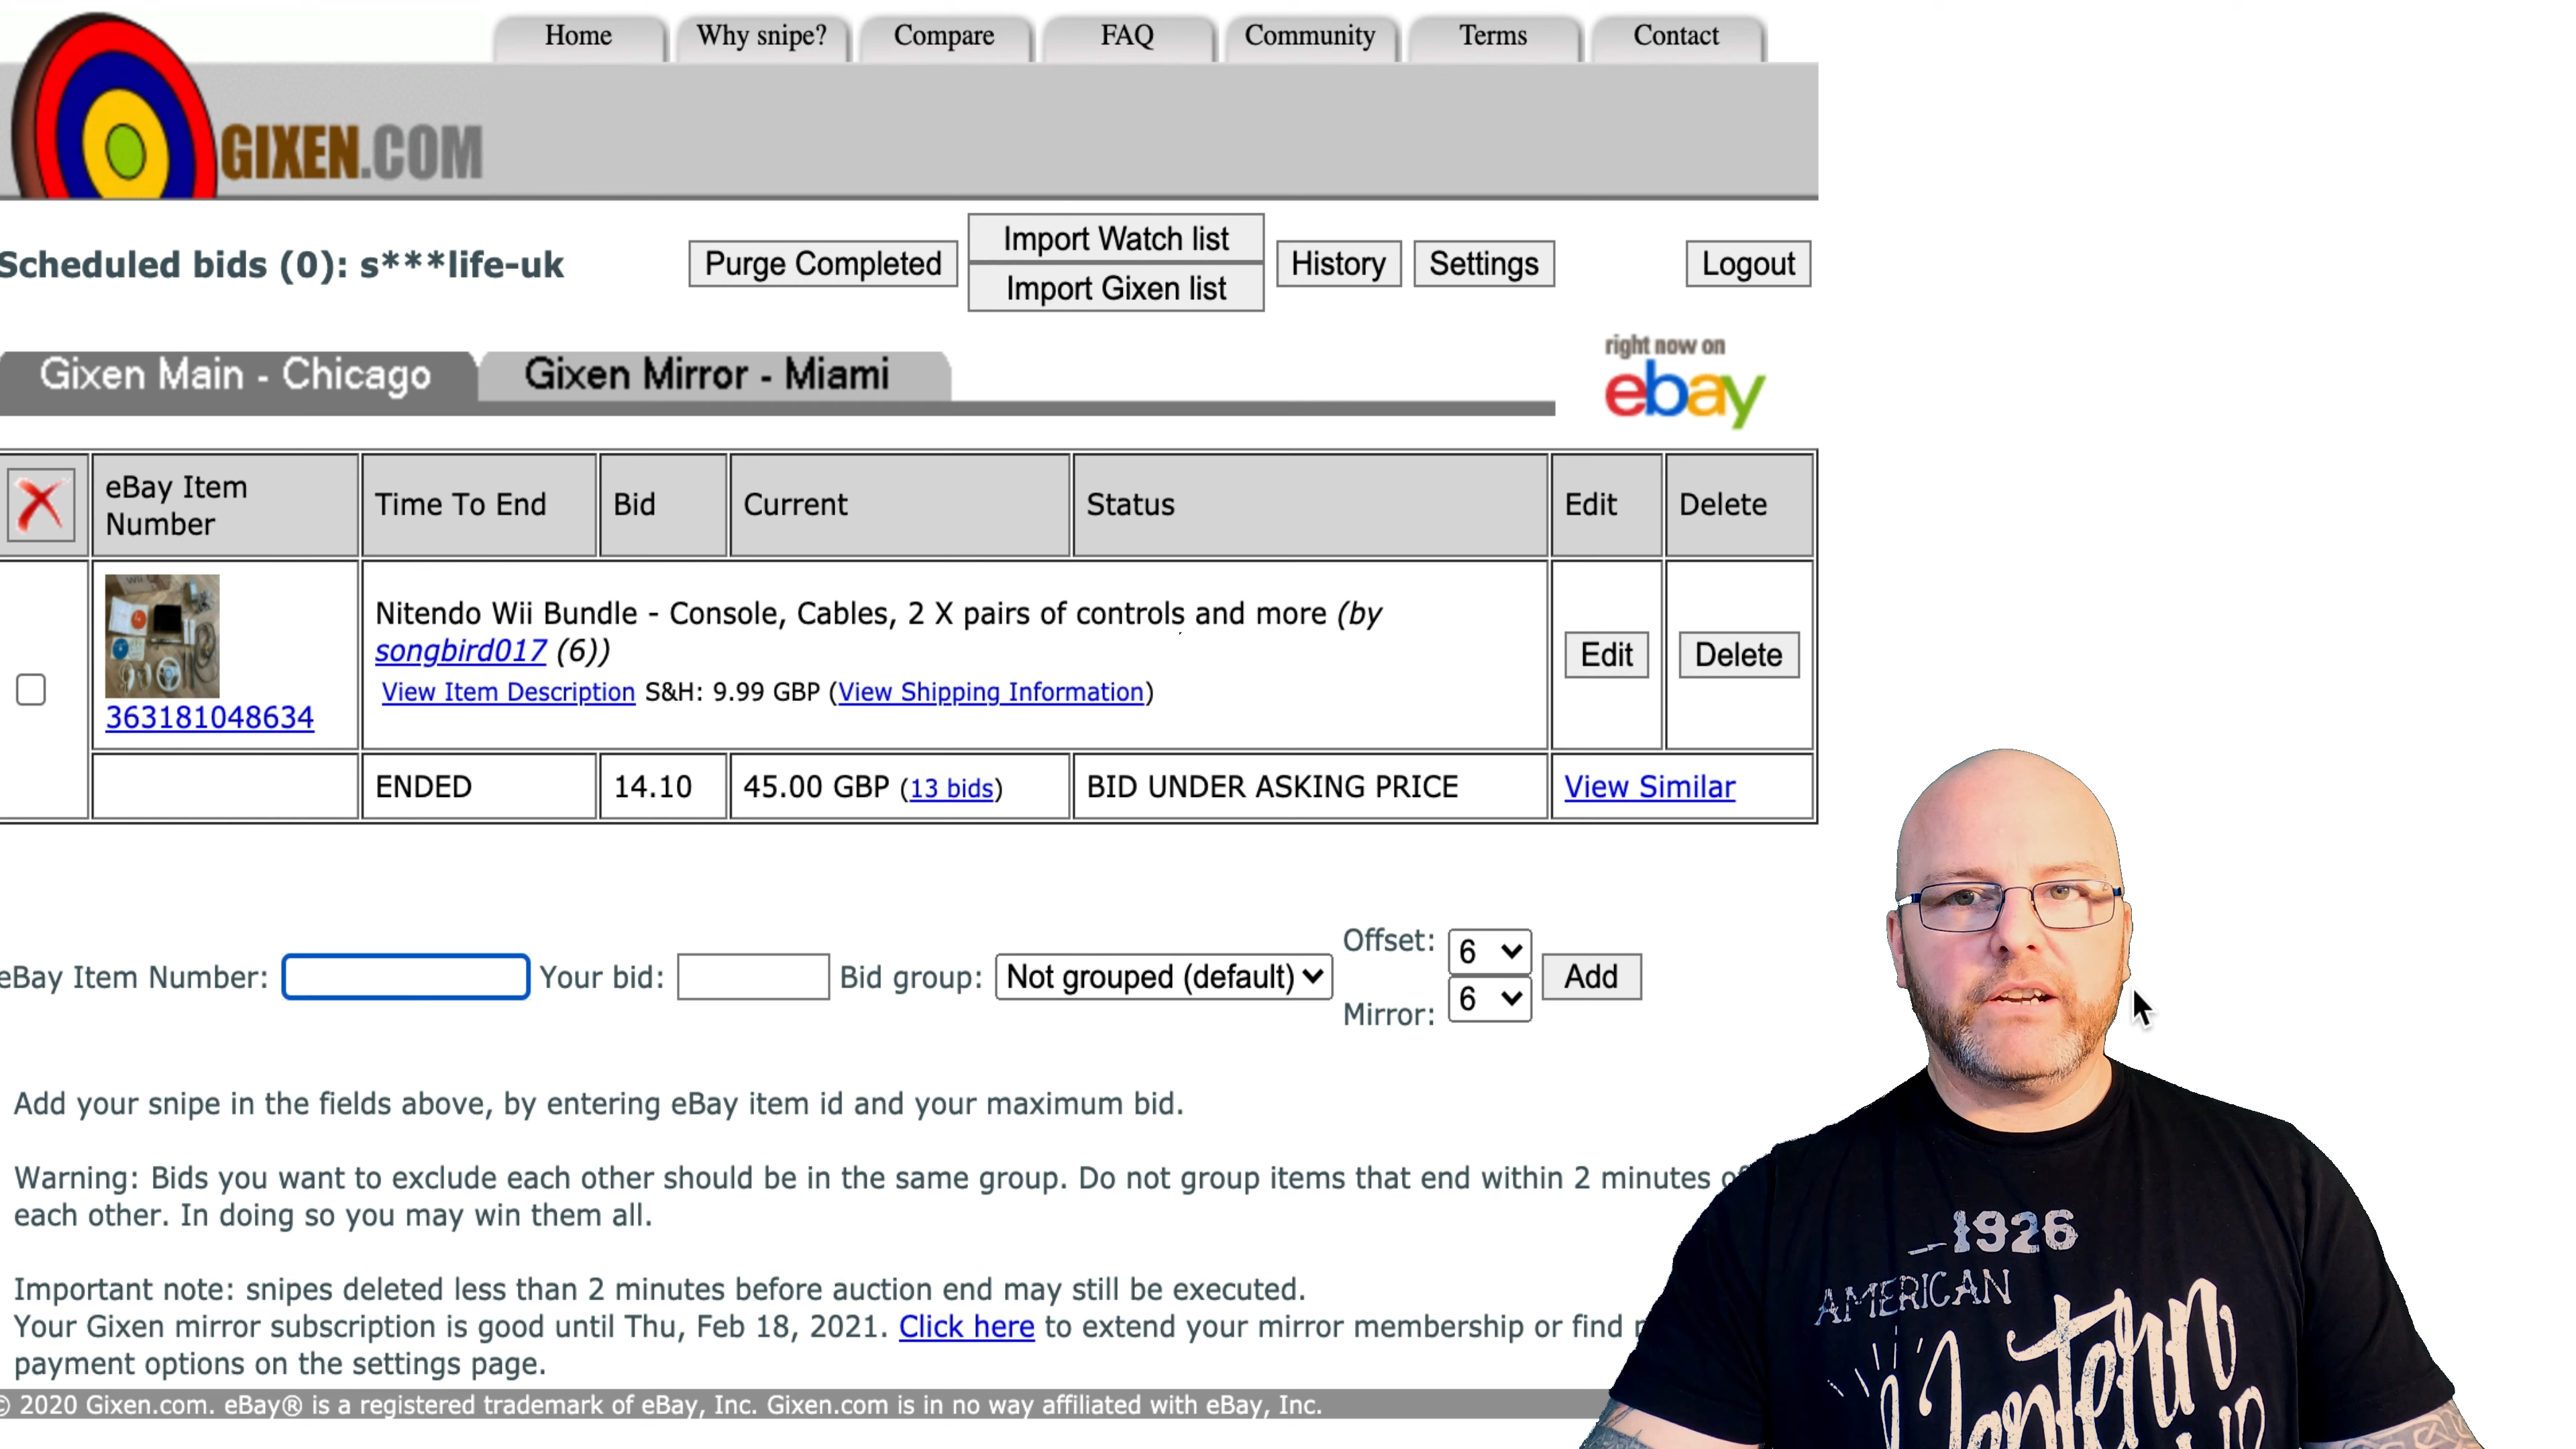 Home Why snipe? Compare FAQ Community Terms Contact
GIXEN.COM
Scheduled bids (0): s***life-uk
Purge Completed
Import Watch list
Import Gixen list
History
Settings
Logout
Gixen Main - Chicago
Gixen Mirror - Miami
right now on
ebay
eBay Item
Number
Time To End
Bid
Current
Status
Edit
Delete
Nitendo Wii Bundle - Console, Cables, 2 X pairs of controls and more (by
songbird017 (6))
View Item Description S&H: 9.99 GBP (View Shipping Information)
363181048634
Edit
Delete
ENDED
14.10
45.00 GBP (13 bids)
BID UNDER ASKING PRICE
View Similar
eBay Item Number:
Your bid:
Bid group:
Not grouped (default)
Offset:
6
Mirror:
6
Add
Add your snipe in the fields above, by entering eBay item id and your maximum bid.
Warning: Bids you want to exclude each other should be in the same group. Do not group items that end within 2 minutes
each other. In doing so you may win them all.
Important note: snipes deleted less than 2 minutes before auction end may still be executed.
Your Gixen mirror subscription is good until Thu, Feb 18, 2021. Click here to extend your mirror membership or find
payment options on the settings page.
© 2020 Gixen.com. eBay® is a registered trademark of eBay, Inc. Gixen.com is in no way affiliated with eBay, Inc.
1926
AMERICAN